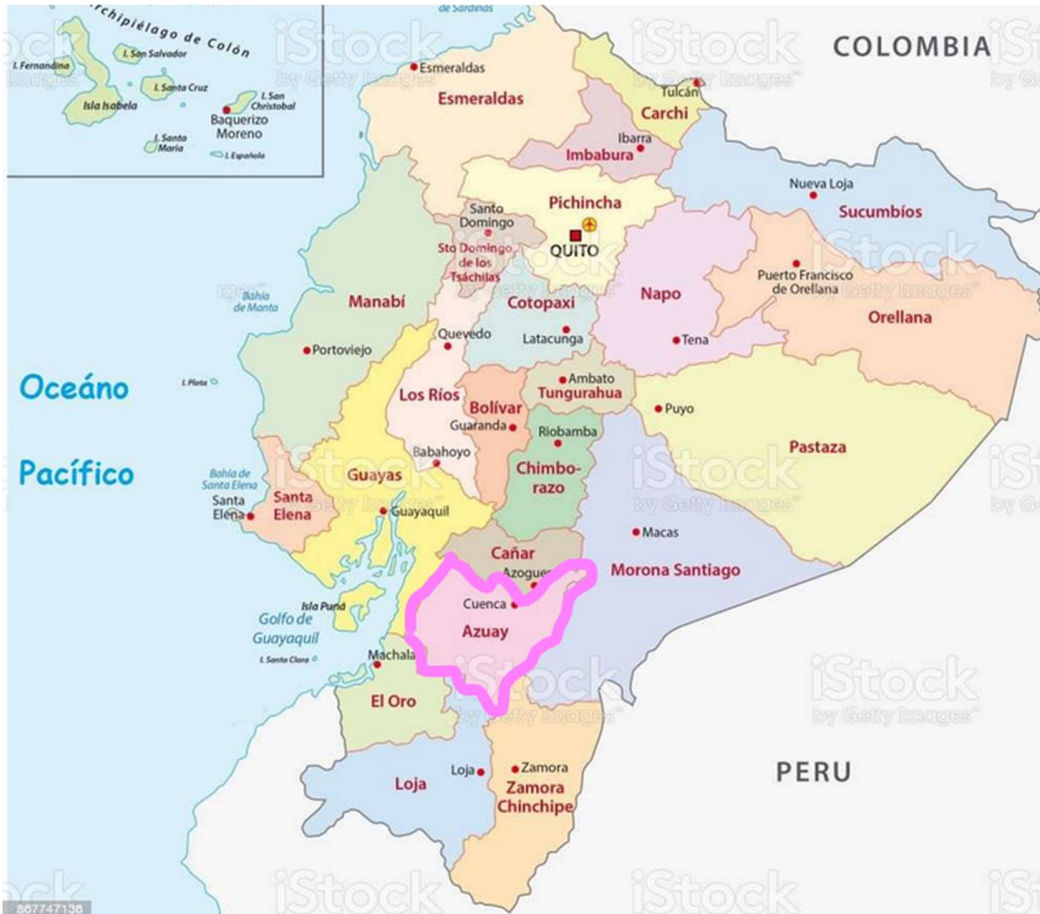 Archipiélago de Colón
de Sardinas
COLOMBIA
I. Fernandina
I. San Salvador
I. Santa Cruz
Isla Isabela
I. San
Christobal
Baquerizo
Moreno
I. Santa
Maria
I. Española
Esmeraldas
Esmeraldas
Tulcán
Carchi
Ibarra
Imbabura
Nueva Loja
Sucumbíos
Pichincha
QUITO
Santo
Domingo
Sto Domingo
de los
Tsáchilas
Puerto Francisco
de Orellana
Orellana
Napo
Tena
Cotopaxi
Latacunga
Manabí
Bahía
de Manta
Portoviejo
Quevedo
Oceáno
Pacífico
I. Plata
Los Ríos
Bolívar
Guaranda
Ambato
Tungurahua
Puyo
Pastaza
Riobamba
Chimbo-
razo
Babahoyo
Guayas
Guayaquil
Bahía de
Santa Elena
Santa
Elena
Santa
Elena
Macas
Morona Santiago
Cañar
Azogues
Cuenca
Azuay
Isla Puná
Golfo de
Guayaquil
I. Santa Clara
Machala
El Oro
Loja
Loja
Zamora
Zamora
Chinchipe
PERU
iStock
by Getty Images™
867747136